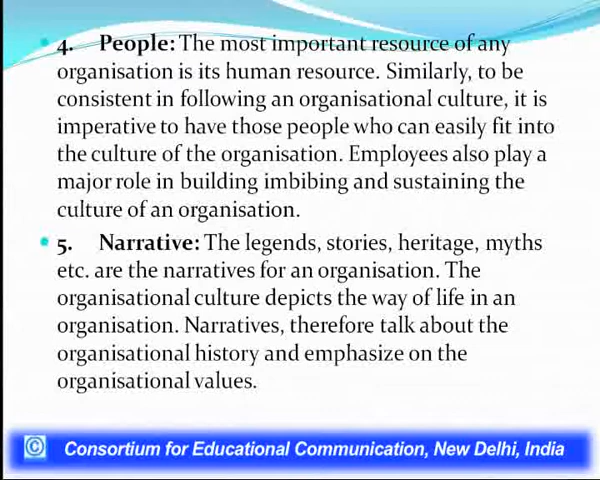 4. People: The most important resource of any
organisation is its human resource. Similarly, to be
consistent in following an organisational culture, it is
imperative to have those people who can easily fit into
the culture of the organisation. Employees also play a
major role in building imbibing and sustaining the
culture of an organisation.
5. Narrative: The legends, stories, heritage, myths
etc. are the narratives for an organisation. The
organisational culture depicts the way of life in an
organisation. Narratives, therefore talk about the
organisational history and emphasize on the
organisational values.
© Consortium for Educational Communication, New Delhi, India